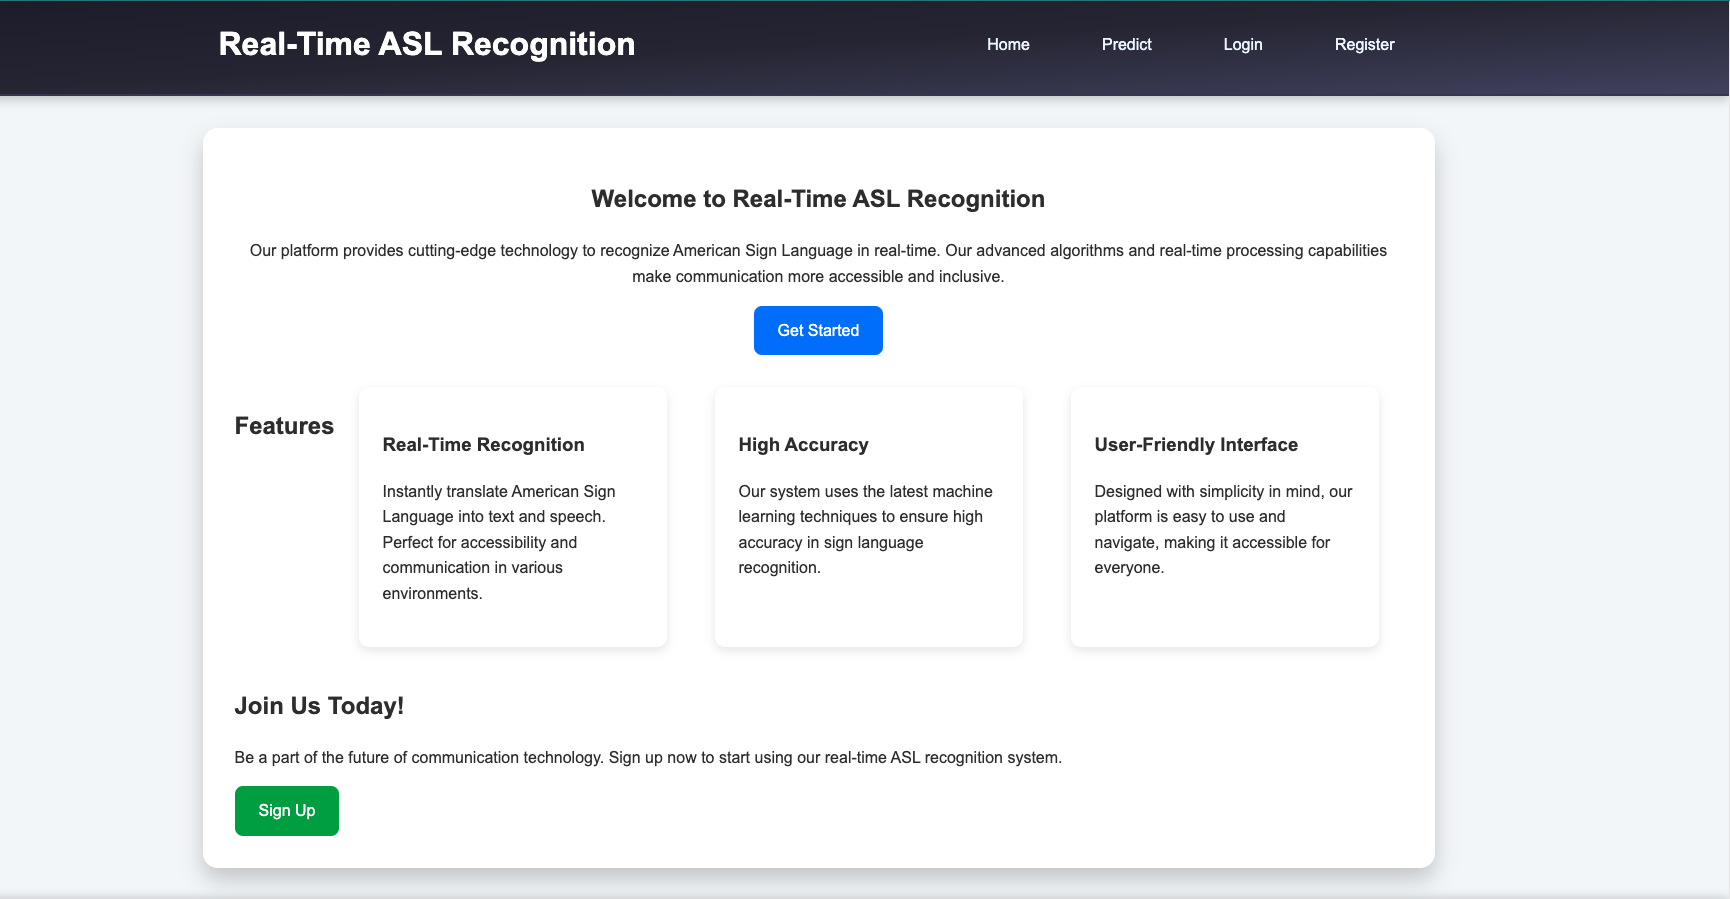 Real-Time ASL Recognition
Home Predict Login Register
Welcome to Real-Time ASL Recognition
Our platform provides cutting-edge technology to recognize American Sign Language in real-time. Our advanced algorithms and real-time processing capabilities
make communication more accessible and inclusive.
Get Started
Features
Real-Time Recognition
Instantly translate American Sign
Language into text and speech.
Perfect for accessibility and
communication in various
environments.
High Accuracy
Our system uses the latest machine
learning techniques to ensure high
accuracy in sign language
recognition.
User-Friendly Interface
Designed with simplicity in mind, our
platform is easy to use and
navigate, making it accessible for
everyone.
Join Us Today!
Be a part of the future of communication technology. Sign up now to start using our real-time ASL recognition system.
Sign Up